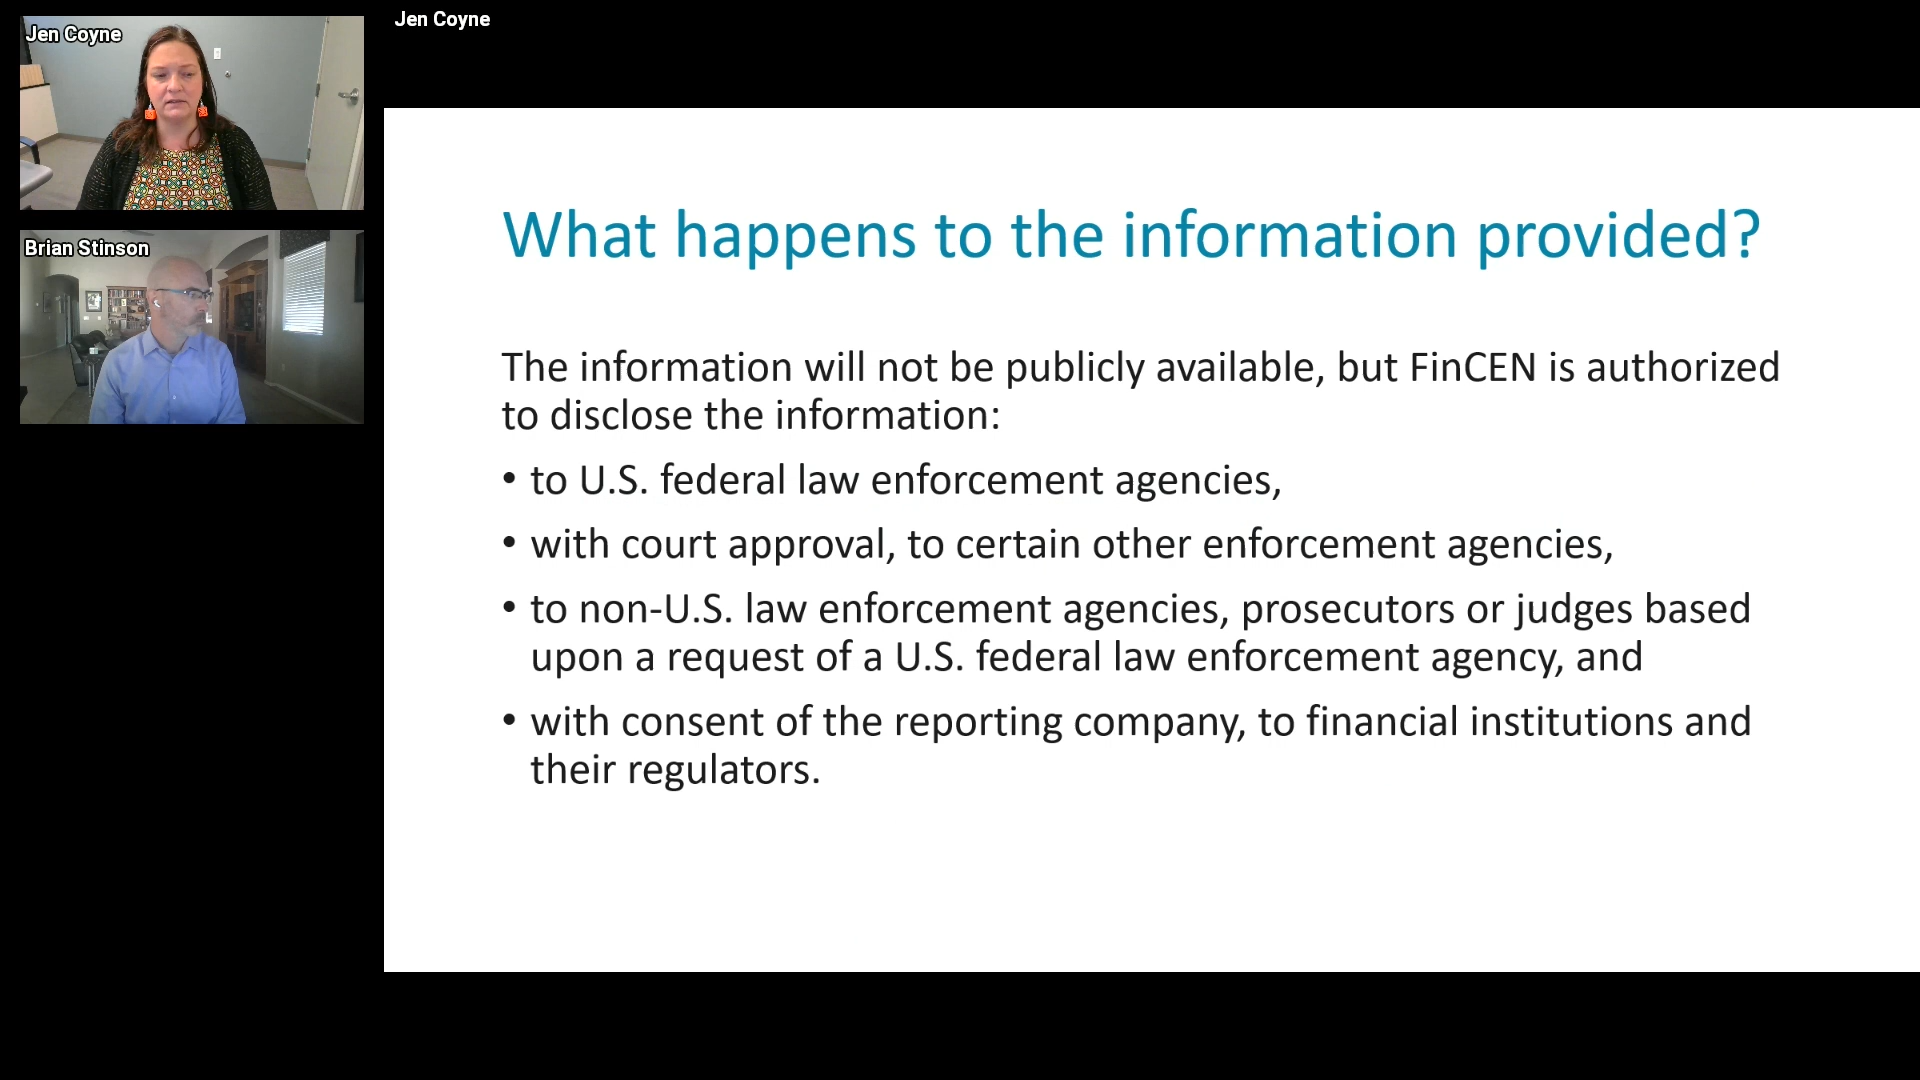 Jen Coyne
Jen Coyne
Brian Stinson
What happens to the information provided?
The information will not be publicly available, but FinCEN is authorized
to disclose the information:
• to U.S. federal law enforcement agencies,
• with court approval, to certain other enforcement agencies,
• to non-U.S. law enforcement agencies, prosecutors or judges based
upon a request of a U.S. federal law enforcement agency, and
• with consent of the reporting company, to financial institutions and
their regulators.